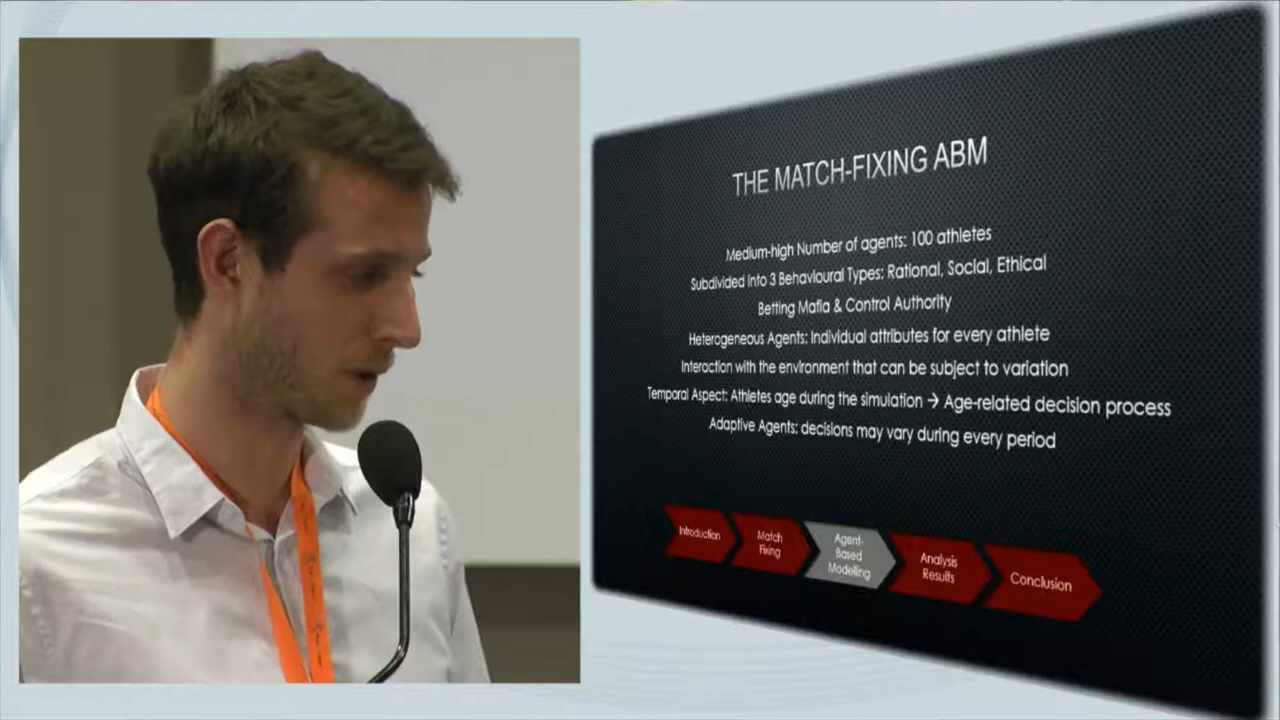 THE MATCH-FIXING ABM
Medium-high Number of agents: 100 athletes
Subdivided into 3 Behavioural Types: Rational, Social, Ethical
Betting Mafia & Control Authority
Heterogeneous Agents: Individual attributes for every athlete
Interaction with the environment that can be subject to variation
Temporal Aspect: Athletes age during the simulation → Age-related decision process
Adaptive Agents: decisions may vary during every period
Introduction
Match
Fixing
Agent-
Based
Modelling
Analysis
Results
Conclusion